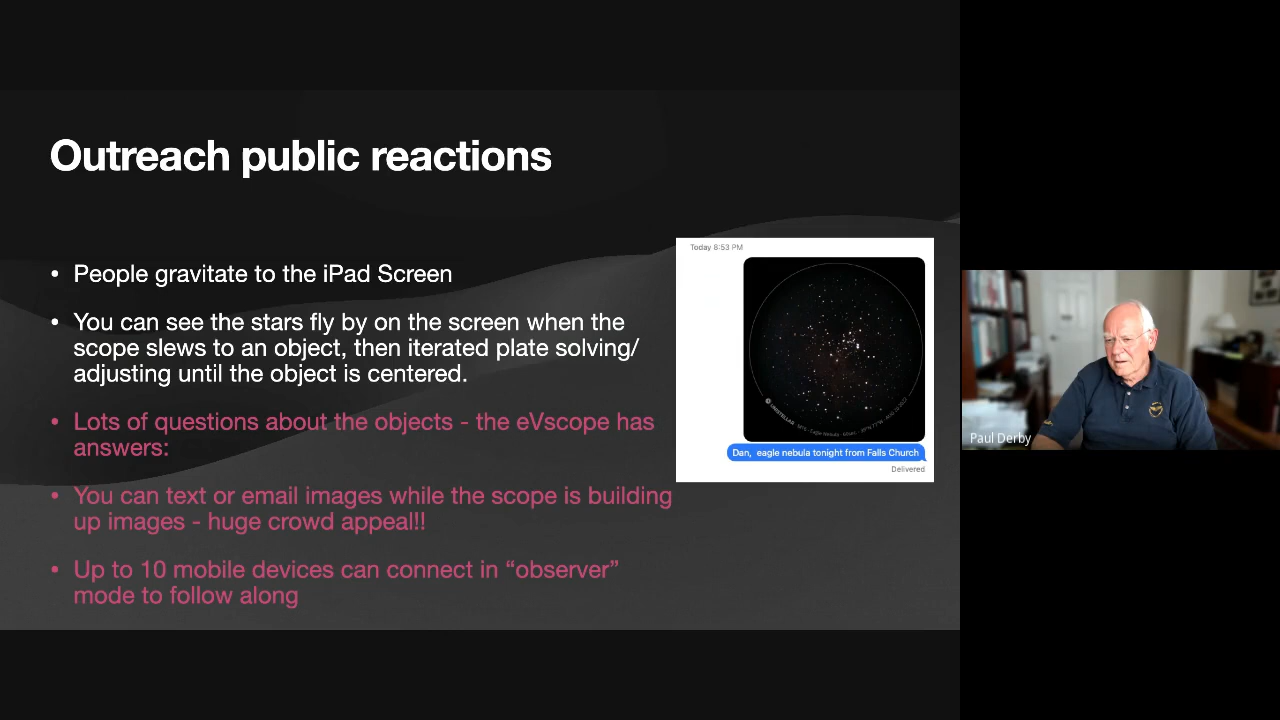 Outreach public reactions
• People gravitate to the iPad Screen
• You can see the stars fly by on the screen when the
scope slews to an object, then iterated plate solving/
adjusting until the object is centered.
• Lots of questions about the objects - the eVscope has
answers:
• You can text or email images while the scope is building
up images - huge crowd appeal!!
• Up to 10 mobile devices can connect in “observer”
mode to follow along
Today 8:53 PM
UNISTELLAR
Dan, eagle nebula tonight from Falls Church
Delivered
Paul Derby